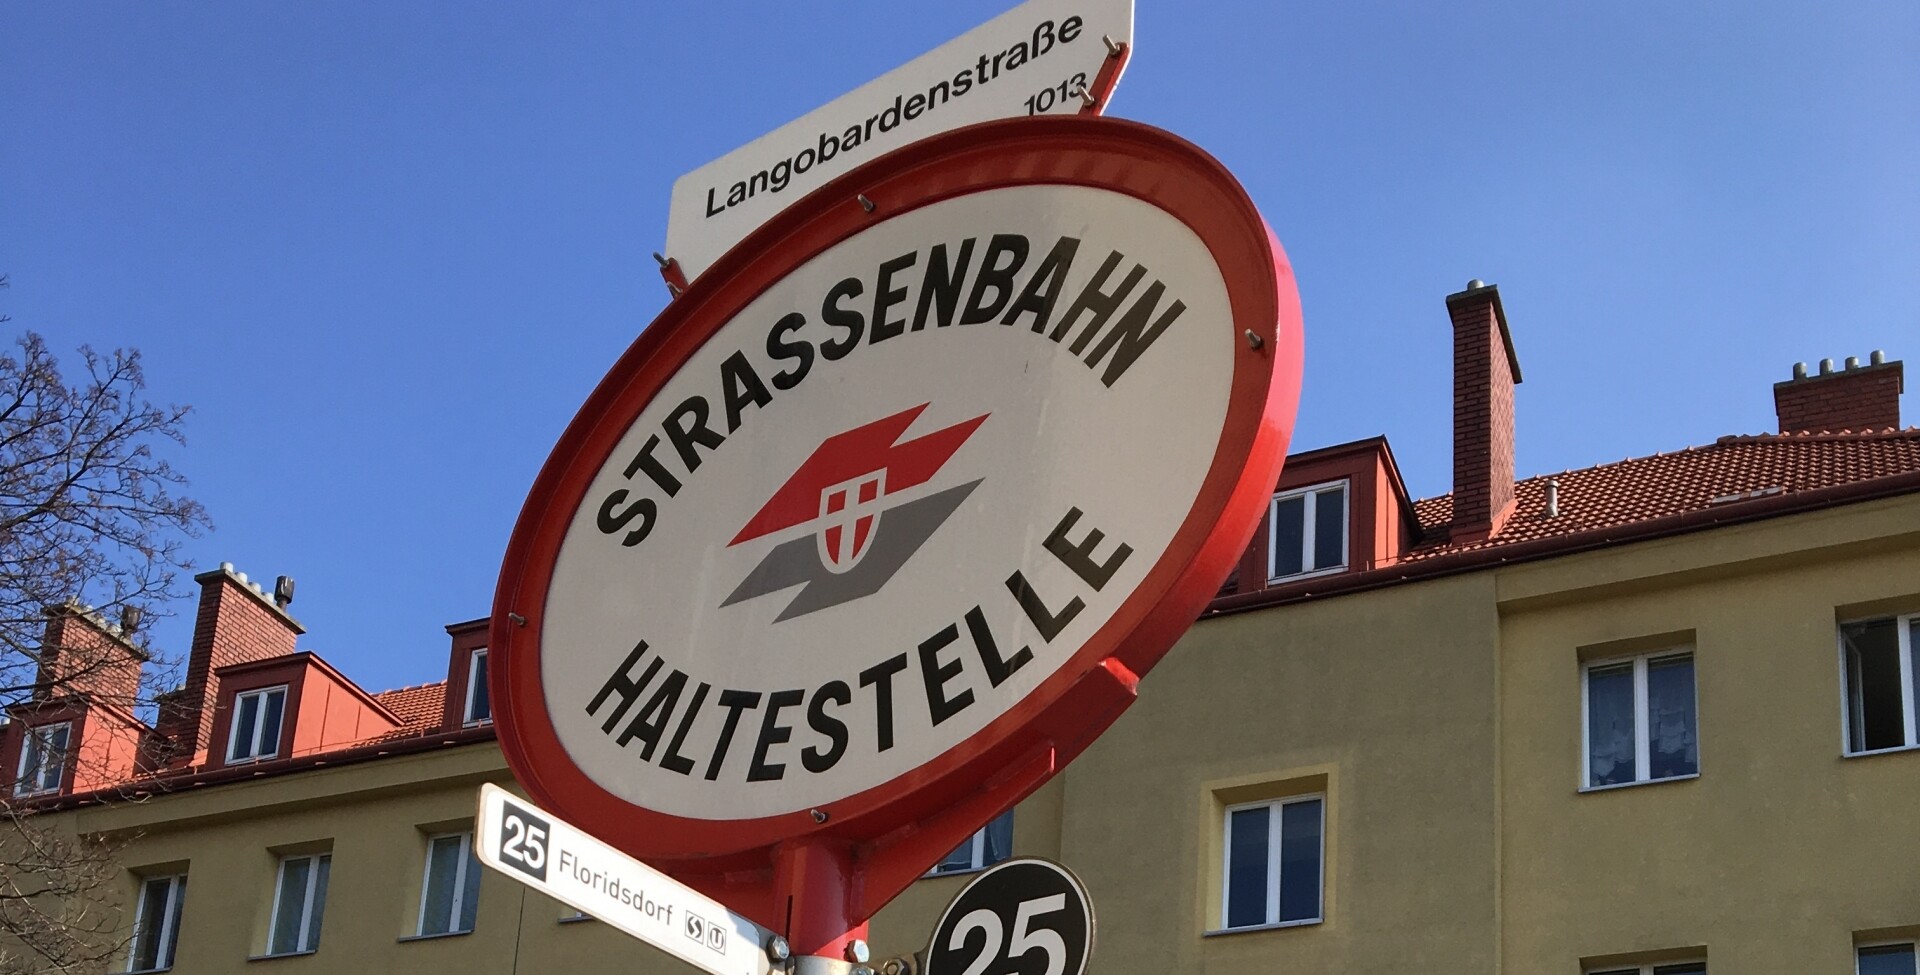 Langobardenstraße
1013
STRASSENBAHN
HALTESTELLE
25 Floridsdorf S U
25